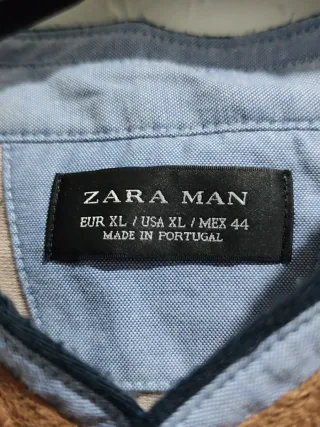 ZARA MAN
EUR XL / USA XL / MEX 44
MADE IN PORTUGAL